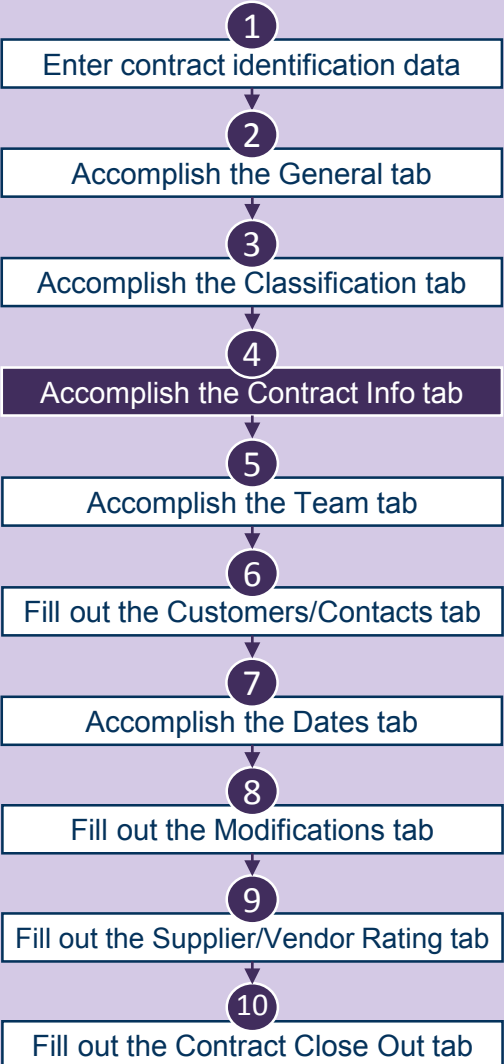 1
Enter contract identification data
2
Accomplish the General tab
3
Accomplish the Classification tab
4
Accomplish the Contract Info tab
5
Accomplish the Team tab
6
Fill out the Customers/Contacts tab
7
Accomplish the Dates tab
8
Fill out the Modifications tab
9
Fill out the Supplier/Vendor Rating tab
10
Fill out the Contract Close Out tab